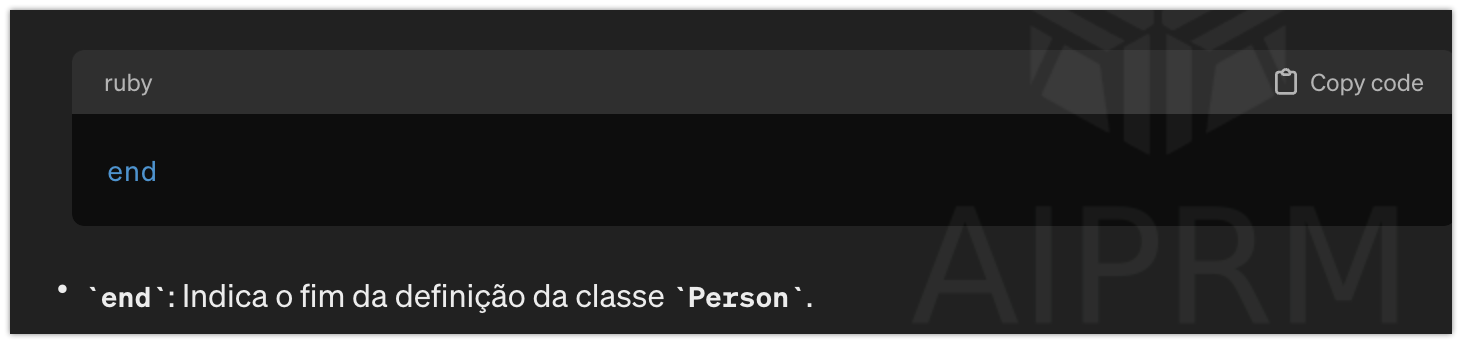 ruby
Copy code
end
• `end`: Indica o fim da definição da classe `Person`.
AIPRM